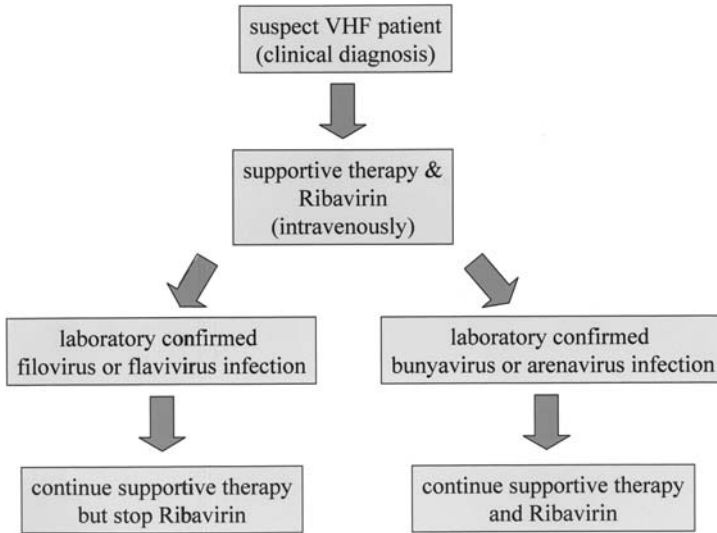 suspect VHF patient
(clinical diagnosis)
supportive therapy &
Ribavirin
(intravenously)
laboratory confirmed
filovirus or flavivirus infection
laboratory confirmed
bunyavirus or arenavirus infection
continue supportive therapy
but stop Ribavirin
continue supportive therapy
and Ribavirin